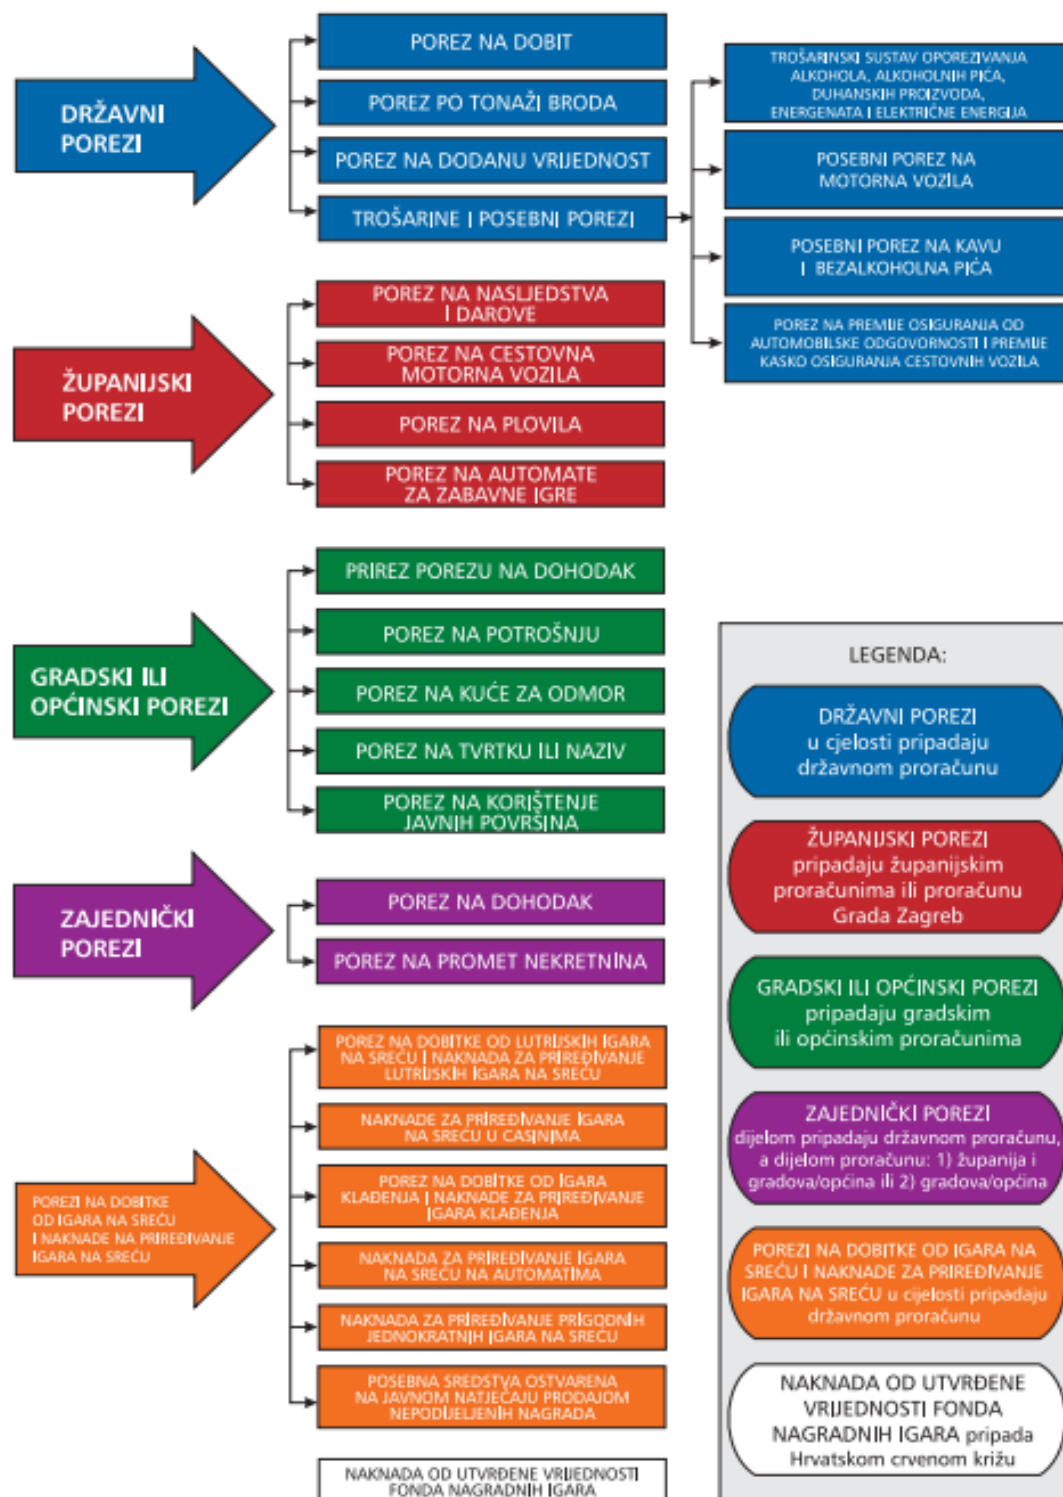 DRŽAVNI
POREZI
POREZ NA DOBIT
POREZ PO TONAŽI BRODA
POREZ NA DODANU VRIJEDNOST
TROŠARINE I POSEBNI POREZI
TROŠARINSKI SUSTAV OPOREZIVANJA
ALKOHOLA, ALKOHOLNIH PIĆA,
DUHANSKIH PROIZVODA,
ENERGENATA I ELEKTRIČNE ENERGIJA
POSEBNI POREZ NA
MOTORNA VOZILA
POSEBNI POREZ NA KAVU
I BEZALKOHOLNA PIĆA
POREZ NA PREMIJE OSIGURANJA OD
AUTOMOBILSKE ODGOVORNOSTI I PREMIJE
KASKO OSIGURANJA CESTOVNIH VOZILA
ŽUPANIJSKI
POREZI
POREZ NA NASLJEDSTVA
I DAROVE
POREZ NA CESTOVNA
MOTORNA VOZILA
POREZ NA PLOVILA
POREZ NA AUTOMATE
ZA ZABAVNE IGRE
GRADSKI ILI
OPĆINSKI POREZI
PRIREZ POREZU NA DOHODAK
POREZ NA POTROŠNJU
POREZ NA KUĆE ZA ODMOR
POREZ NA TVRTKU ILI NAZIV
POREZ NA KORIŠTENJE
JAVNIH POVRŠINA
ZAJEDNIČKI
POREZI
POREZ NA DOHODAK
POREZ NA PROMET NEKRETNINA
POREZI NA DOBITKE
OD IGARA NA SREĆU
I NAKNADE NA PRIREĐIVANJE
IGARA NA SREĆU
POREZ NA DOBITKE OD LUTRIJSKIH IGARA
NA SREĆU I NAKNADA ZA PRIREĐIVANJE
LUTRIJSKIH IGARA NA SREĆU
NAKNADE ZA PRIREĐIVANJE IGARA
NA SREĆU U CASINIMA
POREZ NA DOBITKE OD IGARA
KLAĐENJA I NAKNADE ZA PRIREĐIVANJE
IGARA KLAĐENJA
NAKNADA ZA PRIREĐIVANJE IGARA
NA SREĆU NA AUTOMATIMA
NAKNADA ZA PRIREĐIVANJE PRIGODNIH
JEDNOKRATNIH IGARA NA SREĆU
POSEBNA SREDSTVA OSTVARENA
NA JAVNOM NATJEČAJU PRODAJOM
NEPODIJELJENIH NAGRADA
NAKNADA OD UTVRĐENE VRIJEDNOSTI
FONDA NAGRADNIH IGARA
LEGENDA:
DRŽAVNI POREZI
u cjelosti pripadaju
državnom proračunu
ŽUPANIJSKI POREZI
pripadaju županijskim
proračunima ili proračunu
Grada Zagreb
GRADSKI ILI OPĆINSKI POREZI
pripadaju gradskim
ili općinskim proračunima
ZAJEDNIČKI POREZI
dijelom pripadaju državnom proračunu,
a dijelom proračunu: 1) županija i
gradova/općina ili 2) gradova/općina
POREZI NA DOBITKE OD IGARA NA
SREĆU I NAKNADE ZA PRIREĐIVANJE
IGARA NA SREĆU u cijelosti pripadaju
državnom proračunu
NAKNADA OD UTVRĐENE
VRIJEDNOSTI FONDA
NAGRADNIH IGARA pripada
Hrvatskom crvenom križu